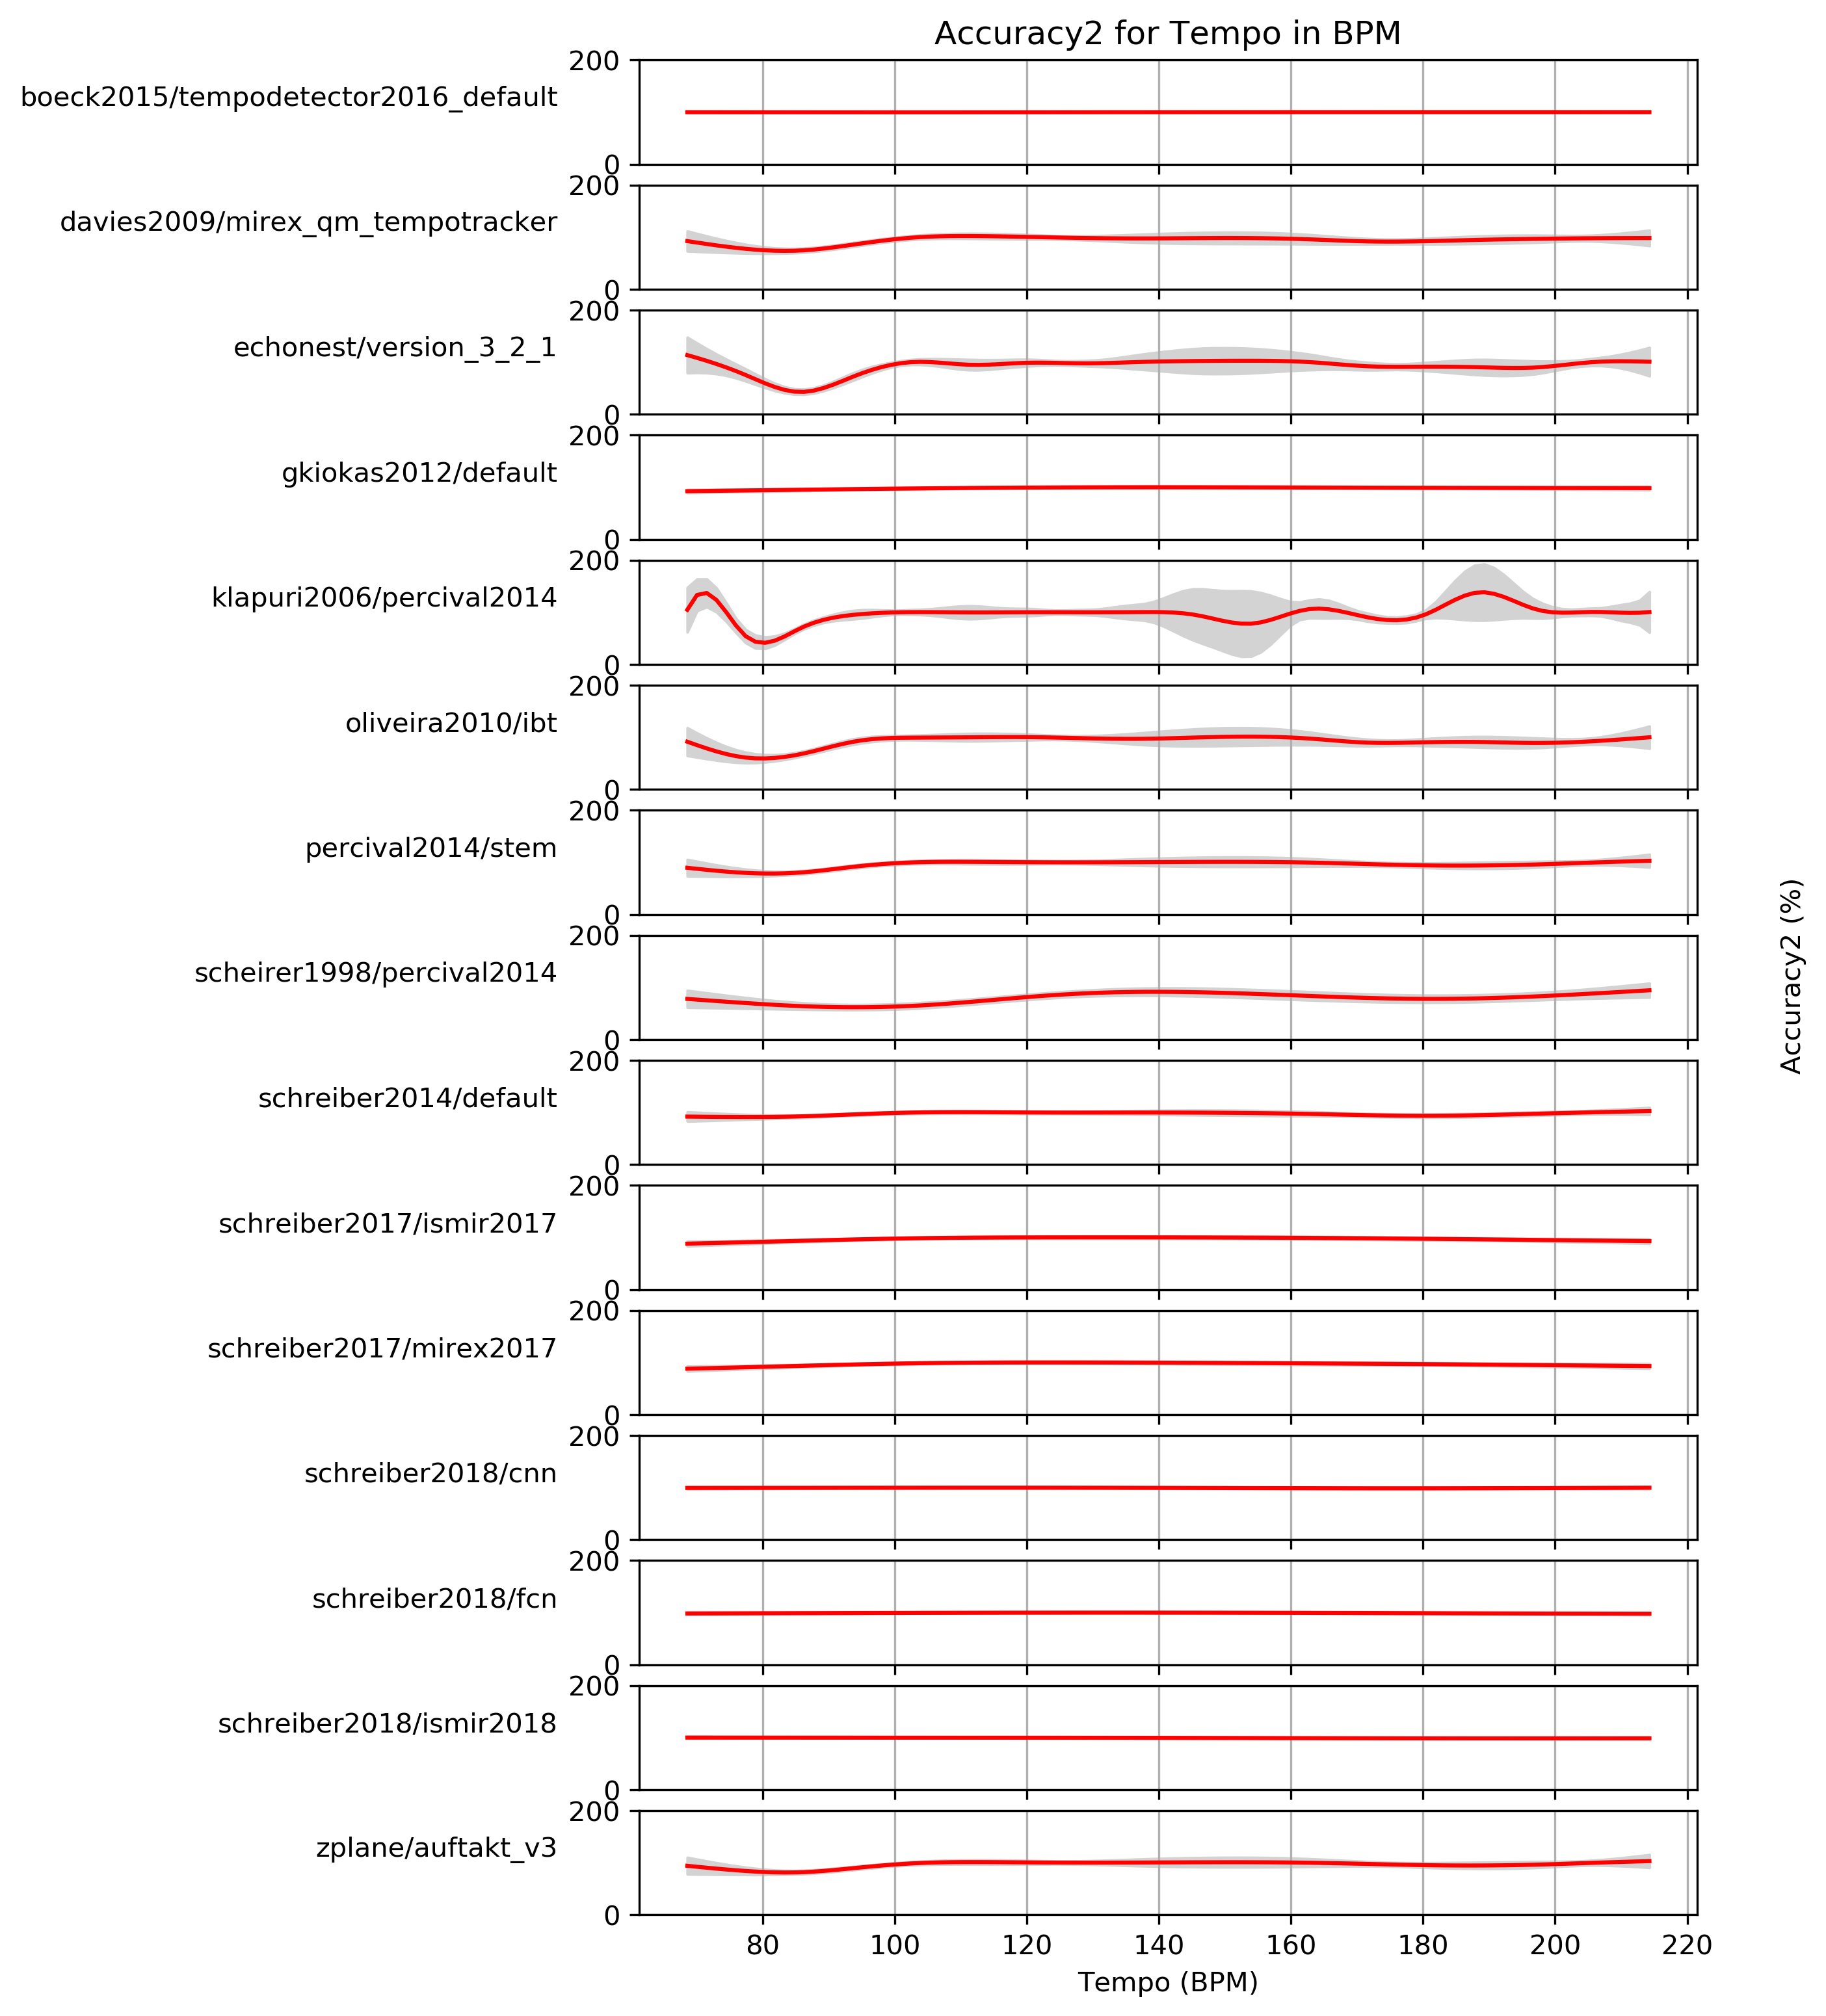 Accuracy2 for Tempo in BPM
200
boeck2015/tempodetector2016_default
0
200
davies2009/mirex_qm_tempotracker
0
200
echonest/version_3_2_1
0
200
gkiokas2012/default
0
200
klapuri2006/percival2014
0
200
oliveira2010/ibt
0
200
percival2014/stem
0
200
scheirer1998/percival2014
0
200
schreiber2014/default
0
200
schreiber2017/ismir2017
0
200
schreiber2017/mirex2017
0
200
schreiber2018/cnn
0
200
schreiber2018/fcn
0
200
schreiber2018/ismir2018
0
200
zplane/auftakt_v3
0
80 100 120 140 160 180 200 220
Tempo (BPM)
Accuracy2 (%)